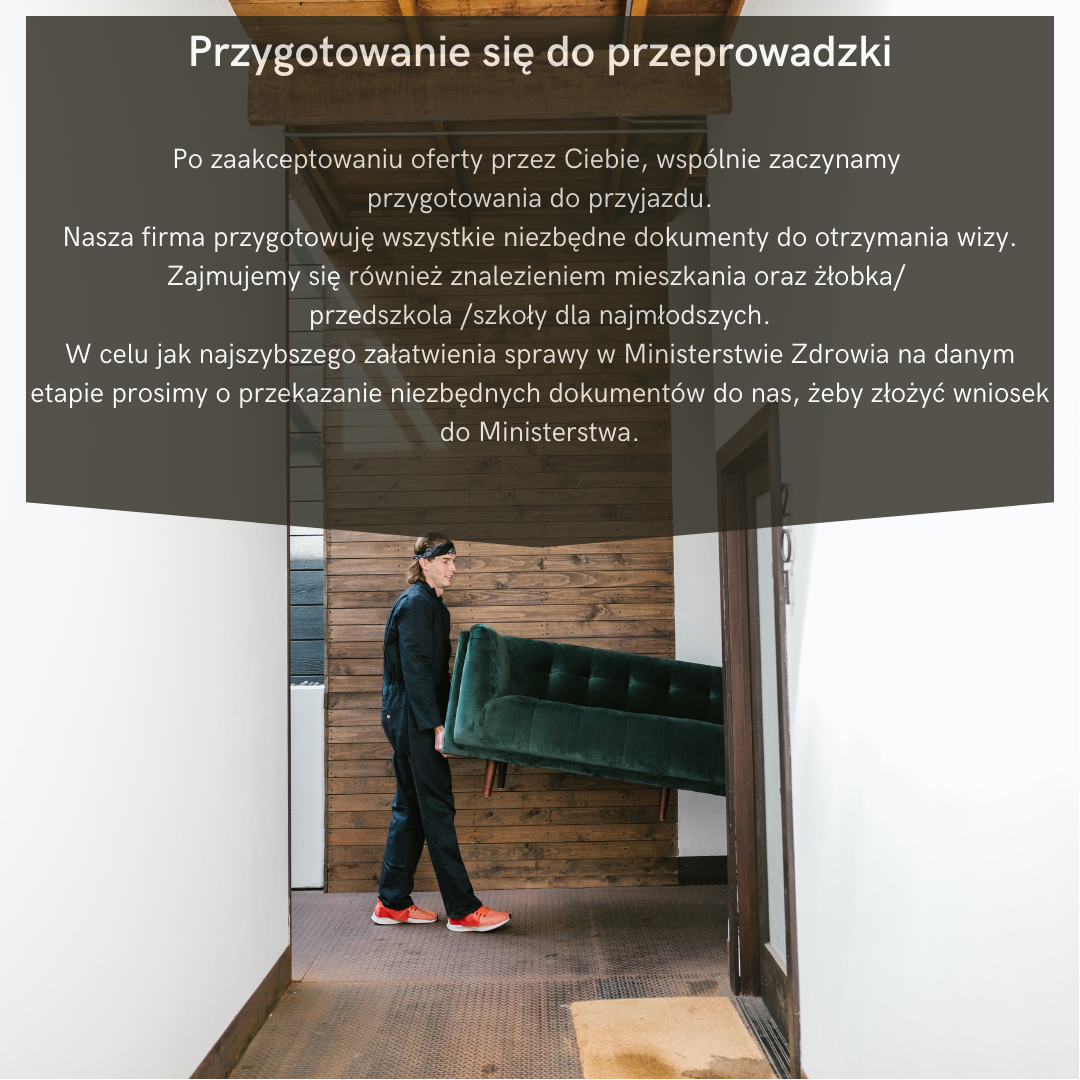 Przygotowanie się do przeprowadzki
Po zaakceptowaniu oferty przez Ciebie, wspólnie zaczynamy
przygotowania do przyjazdu.
Nasza firma przygotowuję wszystkie niezbędne dokumenty do otrzymania wizy.
Zajmujemy się również znalezieniem mieszkania oraz żłobka/
przedszkola /szkoły dla najmłodszych.
W celu jak najszybszego załatwienia sprawy w Ministerstwie Zdrowia na danym
etapie prosimy o przekazanie niezbędnych dokumentów do nas, żeby złożyć wniosek
do Ministerstwa.